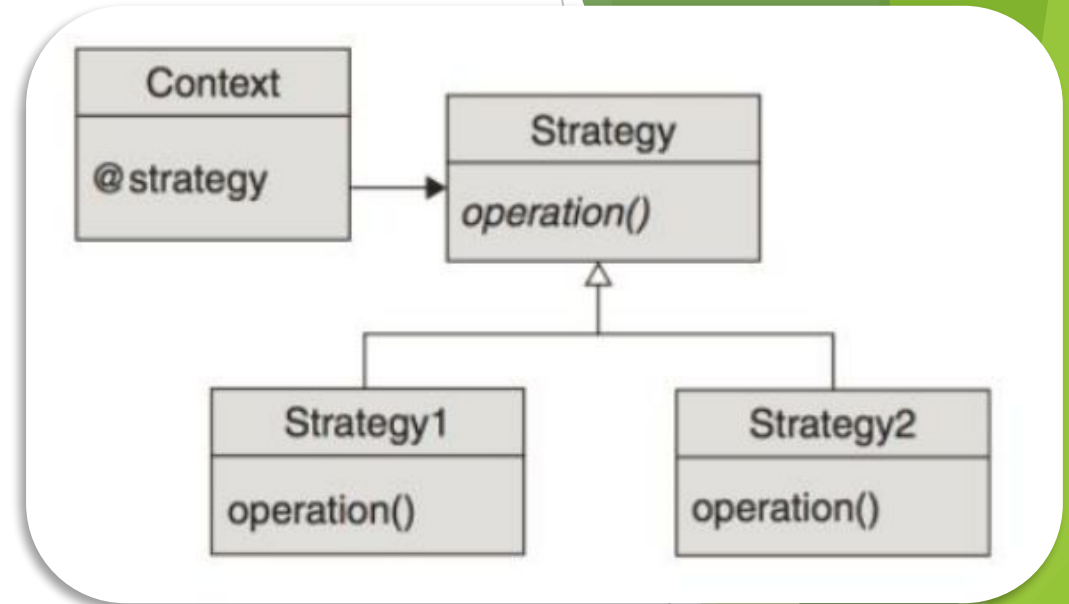 Context
@strategy
Strategy
operation()
Strategy1
operation()
Strategy2
operation()